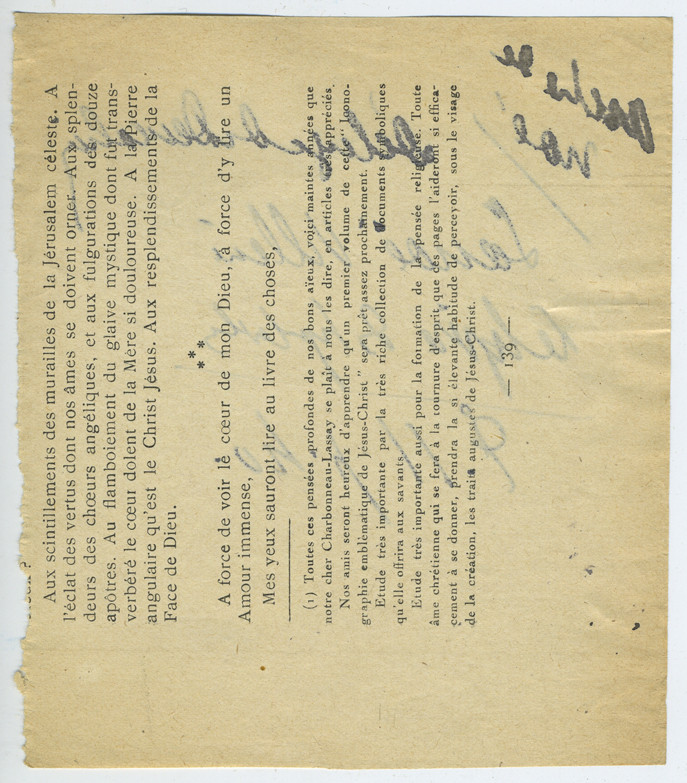 Aux scintillements des murailles de la Jérusalem céleste. A
l'éclat des vertus dont nos âmes se doivent orner. Aux splen-
deurs des chœurs angéliques, et aux fulgurations des douze
apôtres. Au flamboiement du glaive mystique dont fut trans-
verbéré le cœur dolent de la Mère si douloureuse. A la Pierre
angulaire qu'est le Christ Jésus. Aux resplendissements de la
Face de Dieu.
***
A force de voir le cœur de mon Dieu, à force d'y lire un
Amour immense,
Mes yeux sauront lire au livre des choses,
(1) Toutes ces pensées profondes de nos bons aïeux, voici maintes années que
notre cher Charbonneau-Lassay se plaît à nous les dire, en articles très appréciés.
Nos amis seront heureux d'apprendre qu'un premier volume de cette " Icono-
graphie emblématique de Jésus-Christ " sera prêt assez prochainement.
Etude très importante par la très riche collection de documents symboliques
qu'elle offrira aux savants.
Etude très importante aussi pour la formation de la pensée religieuse. Toute
âme chrétienne qui se fera à la tournure d'esprit que ces pages l'aideront si effica-
cement à se donner, prendra la si élevante habitude de percevoir, sous le visage
de la création, les traits augustes de Jésus-Christ.
— 139 —